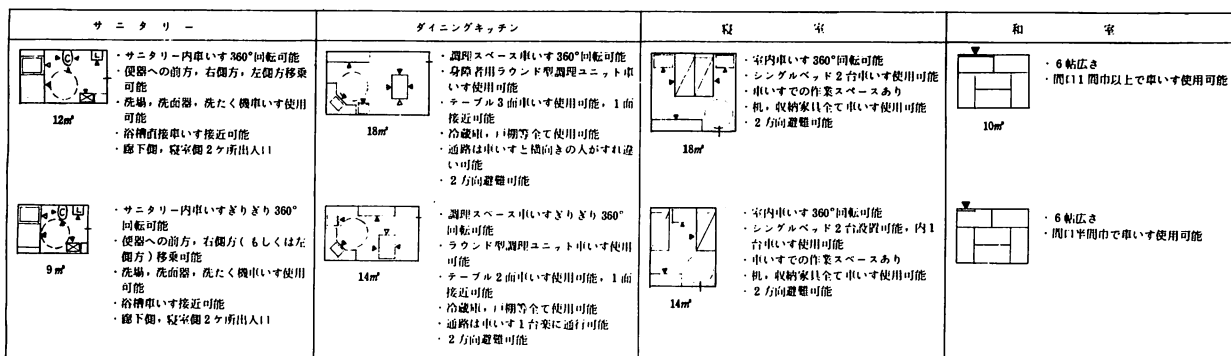 サニタリー
・サニタリー内車いす360°回転可能
・便器への前方，右側方，左側方移乗
可能
・洗場，洗面器，洗たく機車いす使用
可能
・浴槽直接車いす接近可能
・廊下側，寝室側2ケ所出入口
12㎡
・サニタリー内車いすぎりぎり360°
回転可能
・便器への前方，右側方（もしくは左
側方）移乗可能
・洗場，洗面器，洗たく機車いす使用
可能
・浴槽車いす接近可能
・廊下側，寝室側2ケ所出入口
9㎡
ダイニングキッチン
・調理スペース車いす360°回転可能
・身障者用ラウンド型調理ユニット車
いす使用可能
・テーブル3面車いす使用可能，1面
接近可能
・冷蔵庫，戸棚等全て使用可能
・通路は車いすと横向きの人がすれ違
い可能
・2方向避難可能
18㎡
・調理スペース車いすぎりぎり360°
回転可能
・ラウンド型調理ユニット車いす使用
可能
・テーブル2面車いす使用可能，1面
接近可能
・冷蔵庫，戸棚等全て使用可能
・通路は車いす1台楽に通行可能
・2方向避難可能
14㎡
寝室
・室内車いす360°回転可能
・シングルベッド2台車いす使用可能
・車いすでの作業スペースあり
・机，収納家具全て車いす使用可能
・2方向避難可能
18㎡
・室内車いす360°回転可能
・シングルベッド2台設置可能，内1
台車いす使用可能
・車いすでの作業スペースあり
・机，収納家具全て車いす使用可能
・2方向避難可能
14㎡
和室
・6帖広さ
・間口1間巾以上で車いす使用可能
10㎡
・6帖広さ
・間口半間巾で車いす使用可能